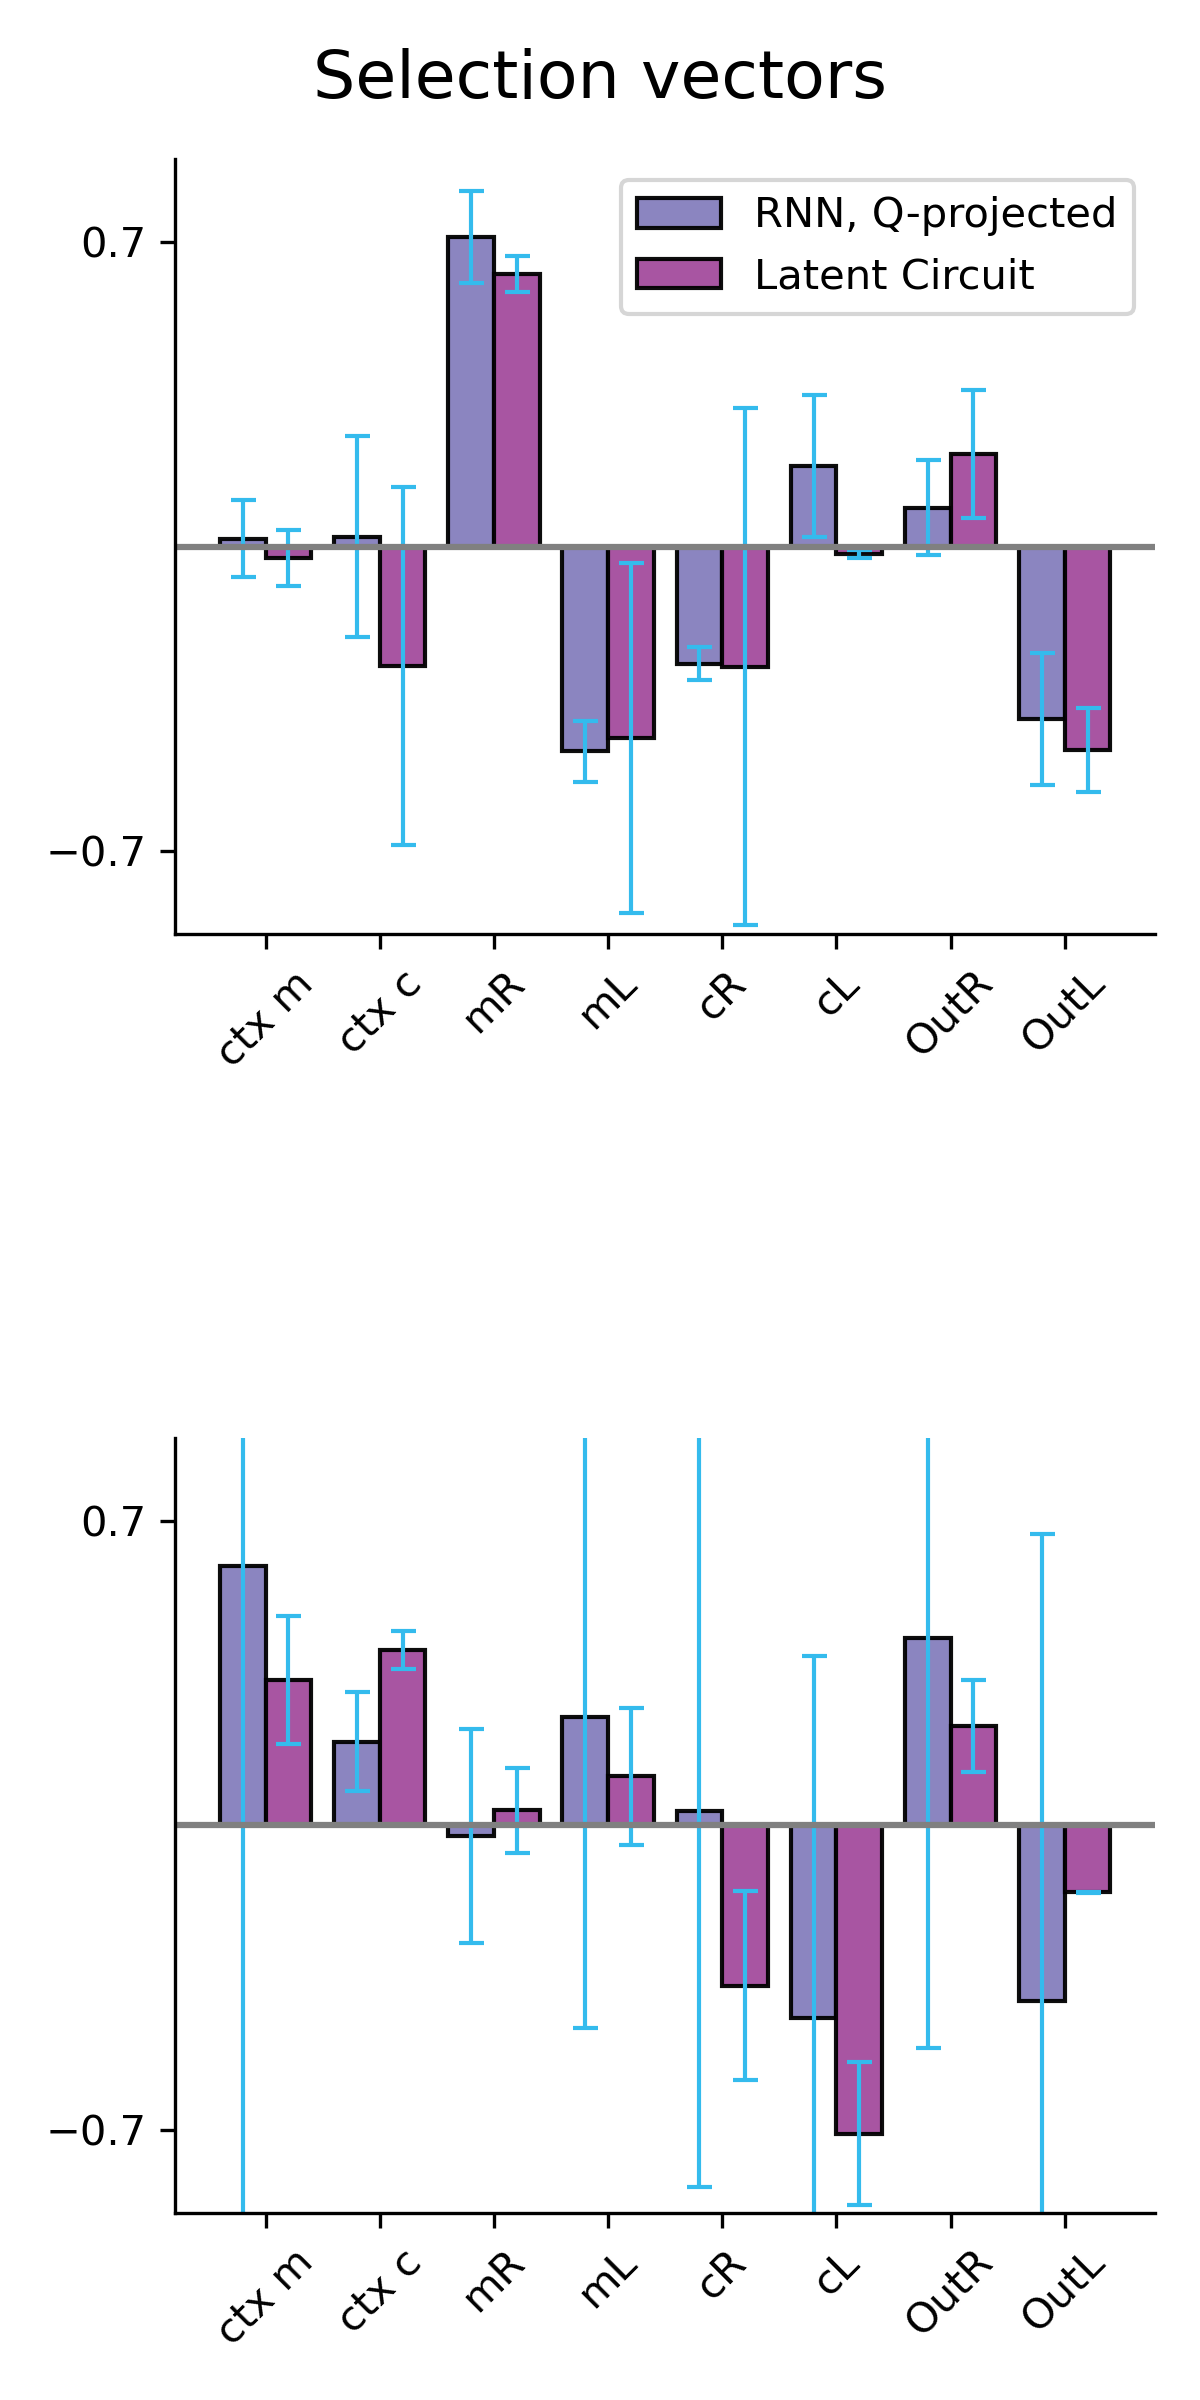 Selection vectors
RNN, Q-projected
Latent Circuit
0.7
−0.7
ctx m
ctx c
mR
mL
cR
cL
OutR
OutL
0.7
−0.7
ctx m
ctx c
mR
mL
cR
cL
OutR
OutL